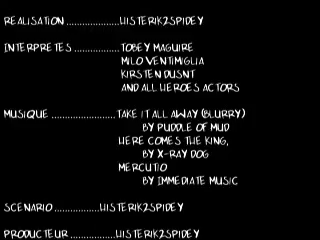 REALISATION ....................HISTERIK2SPIDEY
INTERPRETES .................TOBEY MAGUIRE
MILO VENTIMIGLIA
KIRSTEN DUSNT
AND ALL HEROES ACTORS
MUSIQUE ........................TAKE IT ALL AWAY (BLURRY)
BY PUDDLE OF MUD
HERE COMES THE KING,
BY X-RAY DOG
MERCUTIO
BY IMMEDIATE MUSIC
SCENARIO .................HISTERIK2SPIDEY
PRODUCTEUR .................HISTERIK2SPIDEY